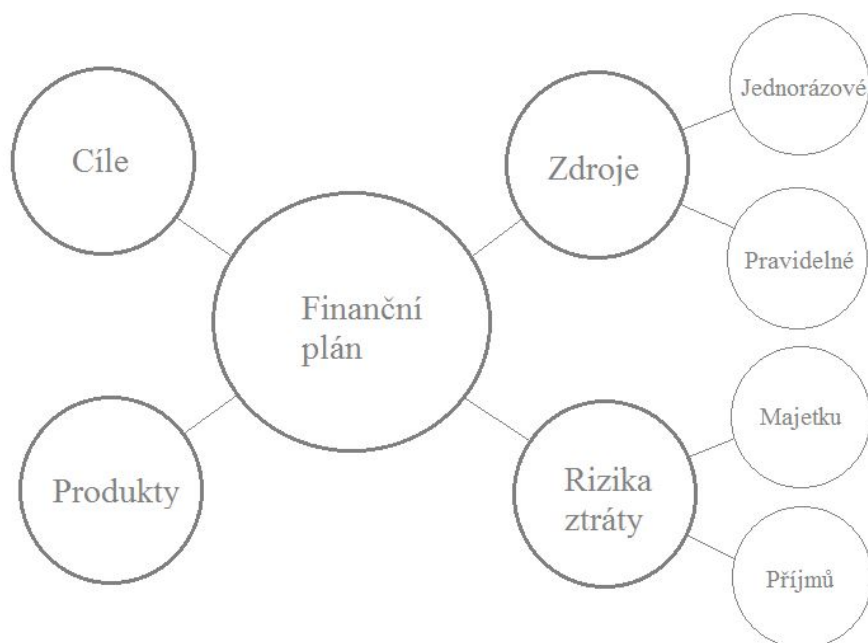 Cíle
Zdroje
Jednorázové
Pravidelné
Finanční
plán
Produkty
Rizika
ztráty
Majetku
Příjmů